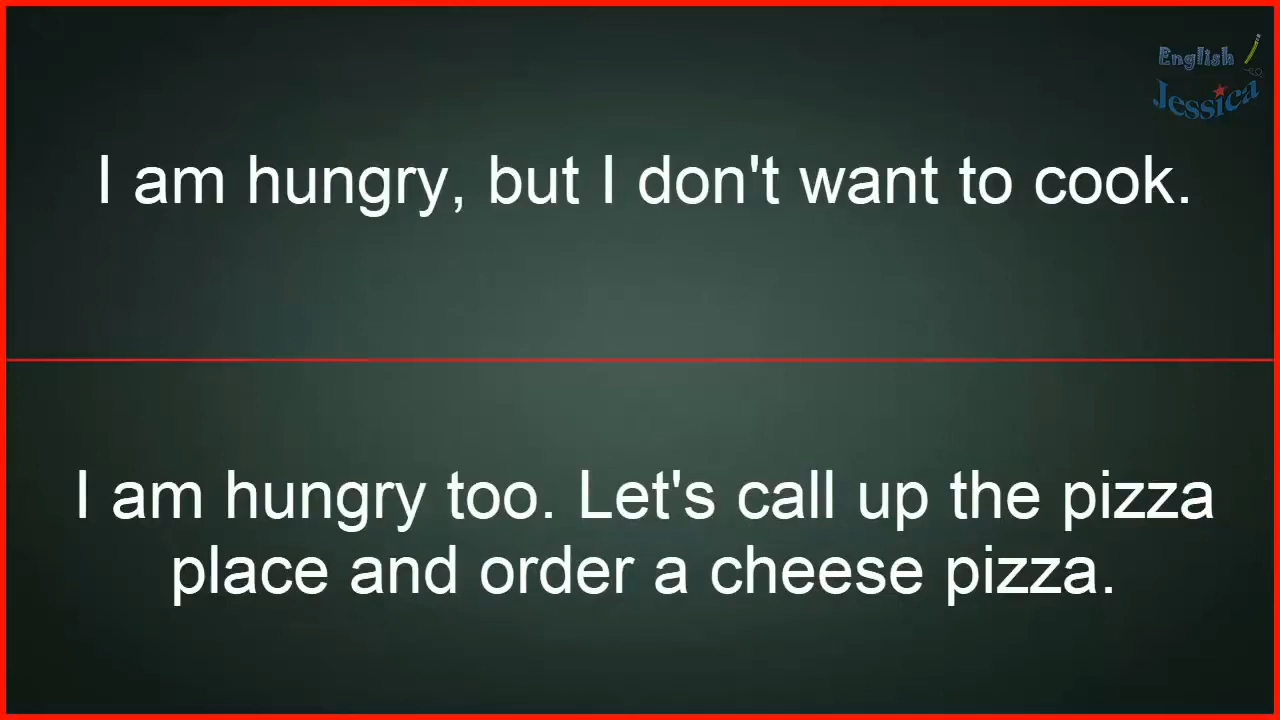 English
Jessica
I am hungry, but I don't want to cook.
I am hungry too. Let's call up the pizza
place and order a cheese pizza.